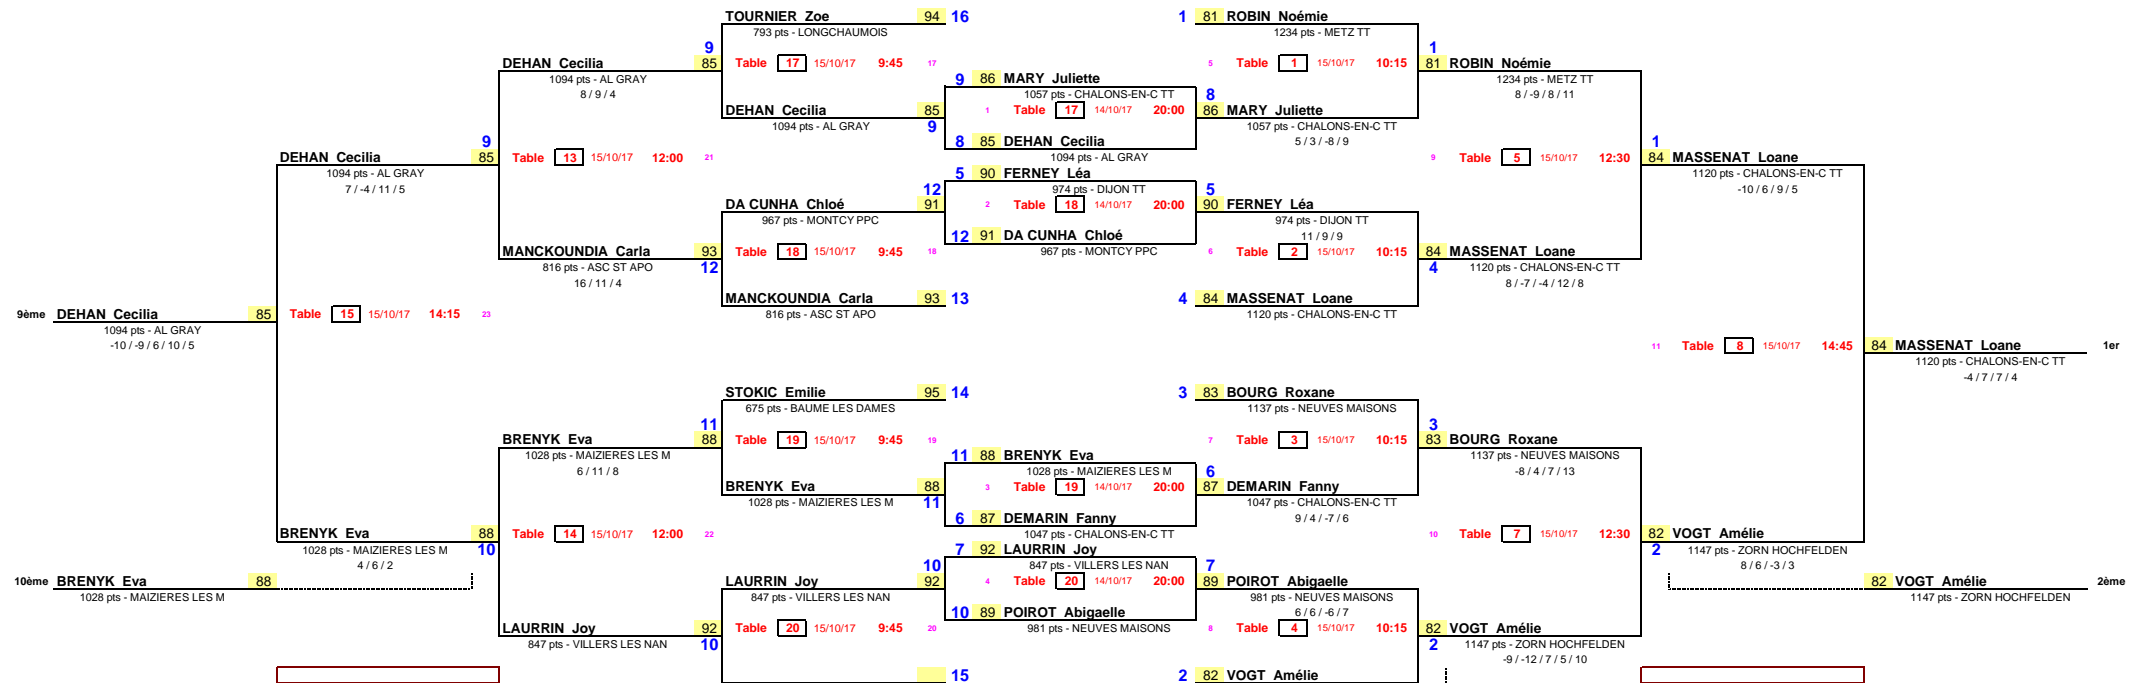 TOURNIER Zoe 94 16 1 81 ROBIN Noémie
793 pts - LONGCHAUMOIS 1234 pts - METZ TT
9 1
DEHAN Cecilia 85 Table 17 15/10/17 9:45 17 5 Table 1 15/10/17 10:15 81 ROBIN Noémie
1094 pts - AL GRAY 9 86 MARY Juliette 1234 pts - METZ TT
8 / 9 / 4 1057 pts - CHALONS-EN-C TT 8 8 / -9 / 8 / 11
DEHAN Cecilia 85 1 Table 17 14/10/17 20:00 86 MARY Juliette
1094 pts - AL GRAY 9 1057 pts - CHALONS-EN-C TT
9 8 85 DEHAN Cecilia 5 / 3 / -8 / 9 1
DEHAN Cecilia 85 Table 13 15/10/17 12:00 21 1094 pts - AL GRAY 9 Table 5 15/10/17 12:30 84 MASSENAT Loane
1094 pts - AL GRAY 5 90 FERNEY Léa 1120 pts - CHALONS-EN-C TT
7 / -4 / 11 / 5 12 974 pts - DIJON TT 5 -10 / 6 / 9 / 5
DA CUNHA Chloé 91 2 Table 18 14/10/17 20:00 90 FERNEY Léa
967 pts - MONTCY PPC 974 pts - DIJON TT
12 91 DA CUNHA Chloé 11 / 9 / 9
MANCKOUNDIA Carla 93 Table 18 15/10/17 9:45 18 967 pts - MONTCY PPC 6 Table 2 15/10/17 10:15 84 MASSENAT Loane
816 pts - ASC ST APO 12 4 1120 pts - CHALONS-EN-C TT
16 / 11 / 4 8 / -7 / -4 / 12 / 8
MANCKOUNDIA Carla 93 13 4 84 MASSENAT Loane
9ème DEHAN Cecilia 85 Table 15 15/10/17 14:15 23 816 pts - ASC ST APO 1120 pts - CHALONS-EN-C TT
1094 pts - AL GRAY
-10 / -9 / 6 / 10 / 5 11 Table 8 15/10/17 14:45 84 MASSENAT Loane 1er
1120 pts - CHALONS-EN-C TT
-4 / 7 / 7 / 4
STOKIC Emilie 95 14 3 83 BOURG Roxane
675 pts - BAUME LES DAMES 1137 pts - NEUVES MAISONS
11 3
BRENYK Eva 88 Table 19 15/10/17 9:45 19 7 Table 3 15/10/17 10:15 83 BOURG Roxane
1028 pts - MAIZIERES LES M 11 88 BRENYK Eva 1137 pts - NEUVES MAISONS
6 / 11 / 8 1028 pts - MAIZIERES LES M 6 -8 / 4 / 7 / 13
BRENYK Eva 88 3 Table 19 14/10/17 20:00 87 DEMARIN Fanny
1028 pts - MAIZIERES LES M 11 1047 pts - CHALONS-EN-C TT
6 87 DEMARIN Fanny 9 / 4 / -7 / 6
BRENYK Eva 88 Table 14 15/10/17 12:00 22 1047 pts - CHALONS-EN-C TT 10 Table 7 15/10/17 12:30 82 VOGT Amélie
1028 pts - MAIZIERES LES M 10 7 92 LAURRIN Joy 2 1147 pts - ZORN HOCHFELDEN
4 / 6 / 2 10 847 pts - VILLERS LES NAN 7 8 / 6 / -3 / 3
10ème BRENYK Eva 88 LAURRIN Joy 92 4 Table 20 14/10/17 20:00 89 POIROT Abigaelle 82 VOGT Amélie 2ème
1028 pts - MAIZIERES LES M 847 pts - VILLERS LES NAN 981 pts - NEUVES MAISONS 1147 pts - ZORN HOCHFELDEN
10 89 POIROT Abigaelle 6 / 6 / -6 / 7
LAURRIN Joy 92 Table 20 15/10/17 9:45 20 981 pts - NEUVES MAISONS 8 Table 4 15/10/17 10:15 82 VOGT Amélie
847 pts - VILLERS LES NAN 10 2 1147 pts - ZORN HOCHFELDEN
-9 / -12 / 7 / 5 / 10
15 2 82 VOGT Amélie